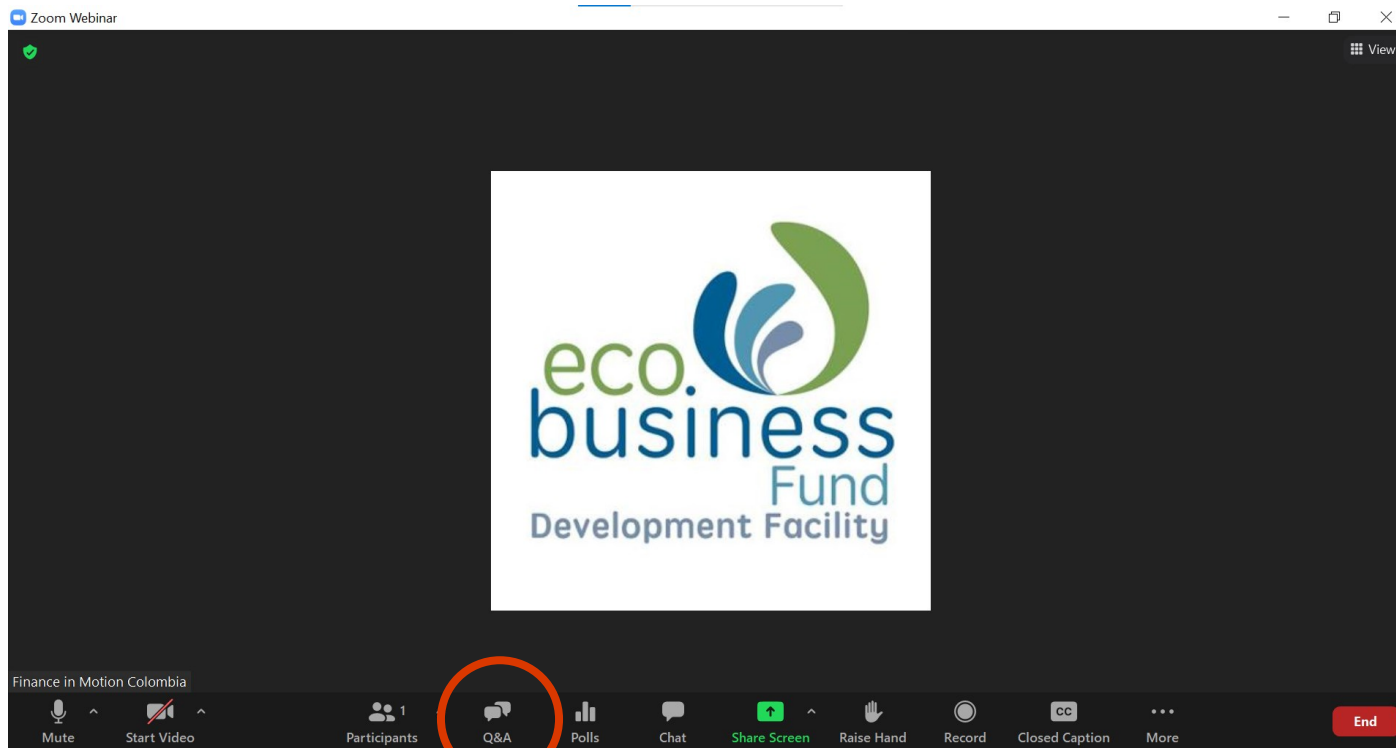 Zoom Webinar
View
eco.
business
Fund
Development Facility
Finance in Motion Colombia
1
CC
Mute Start Video Participants Q&A Polls Chat Share Screen Raise Hand Record Closed Caption More End